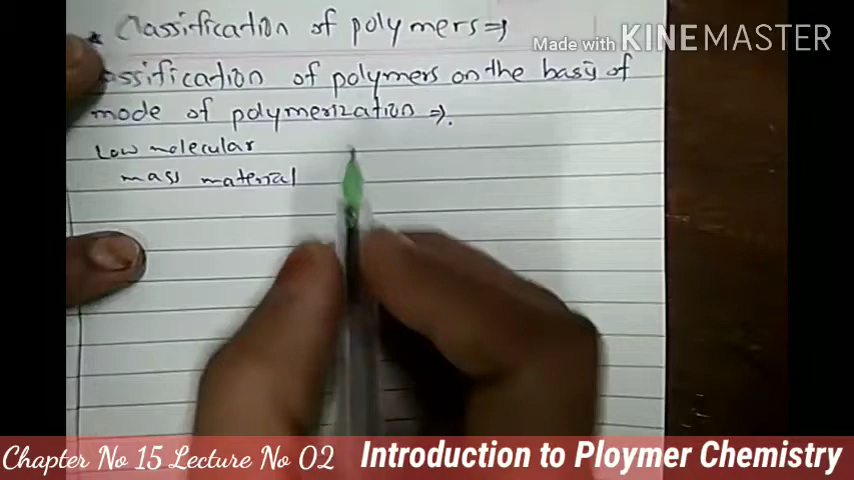 * Classification of polymers ⇒
Made with KINEMASTER
ssification of polymers on the basis of
mode of polymerization ⇒.
Low molecular
mass material
Chapter No 15 Lecture No 02 Introduction to Ploymer Chemistry